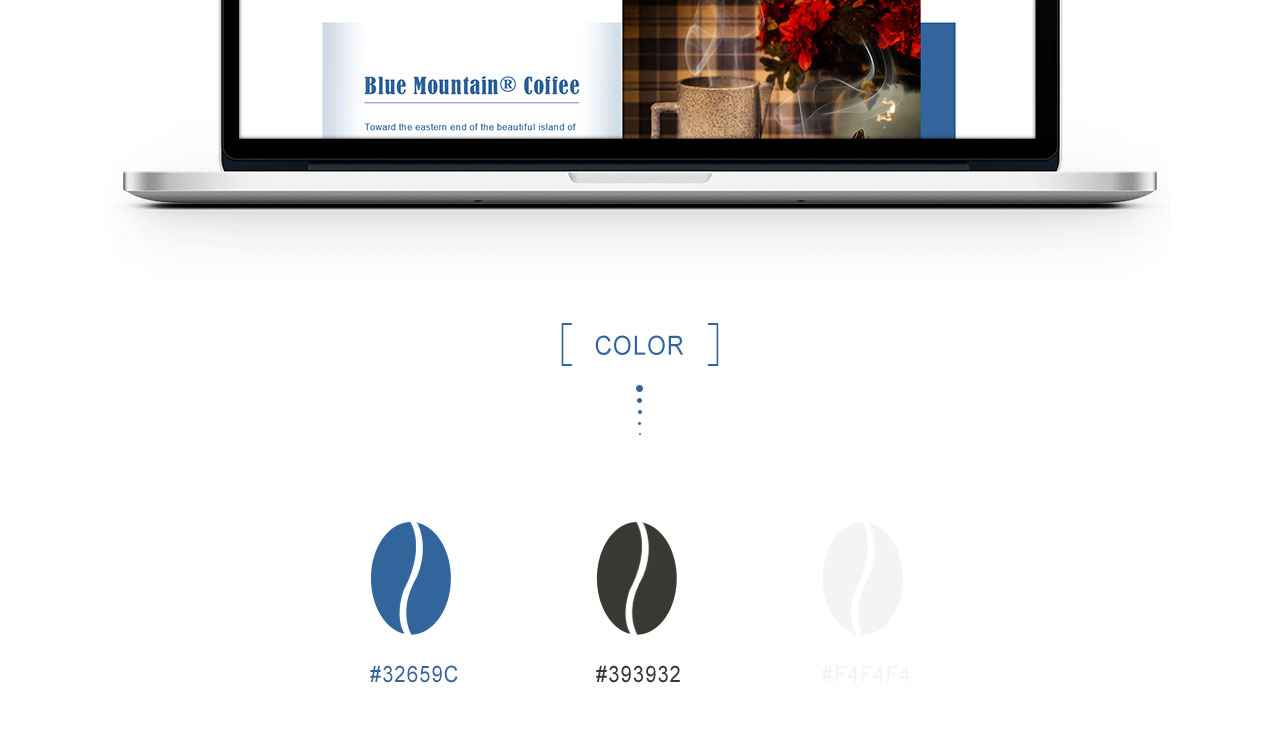 Blue Mountain® Coffee
Toward the eastern end of the beautiful island of
COLOR
#32659C
#393932
#F4F4F4